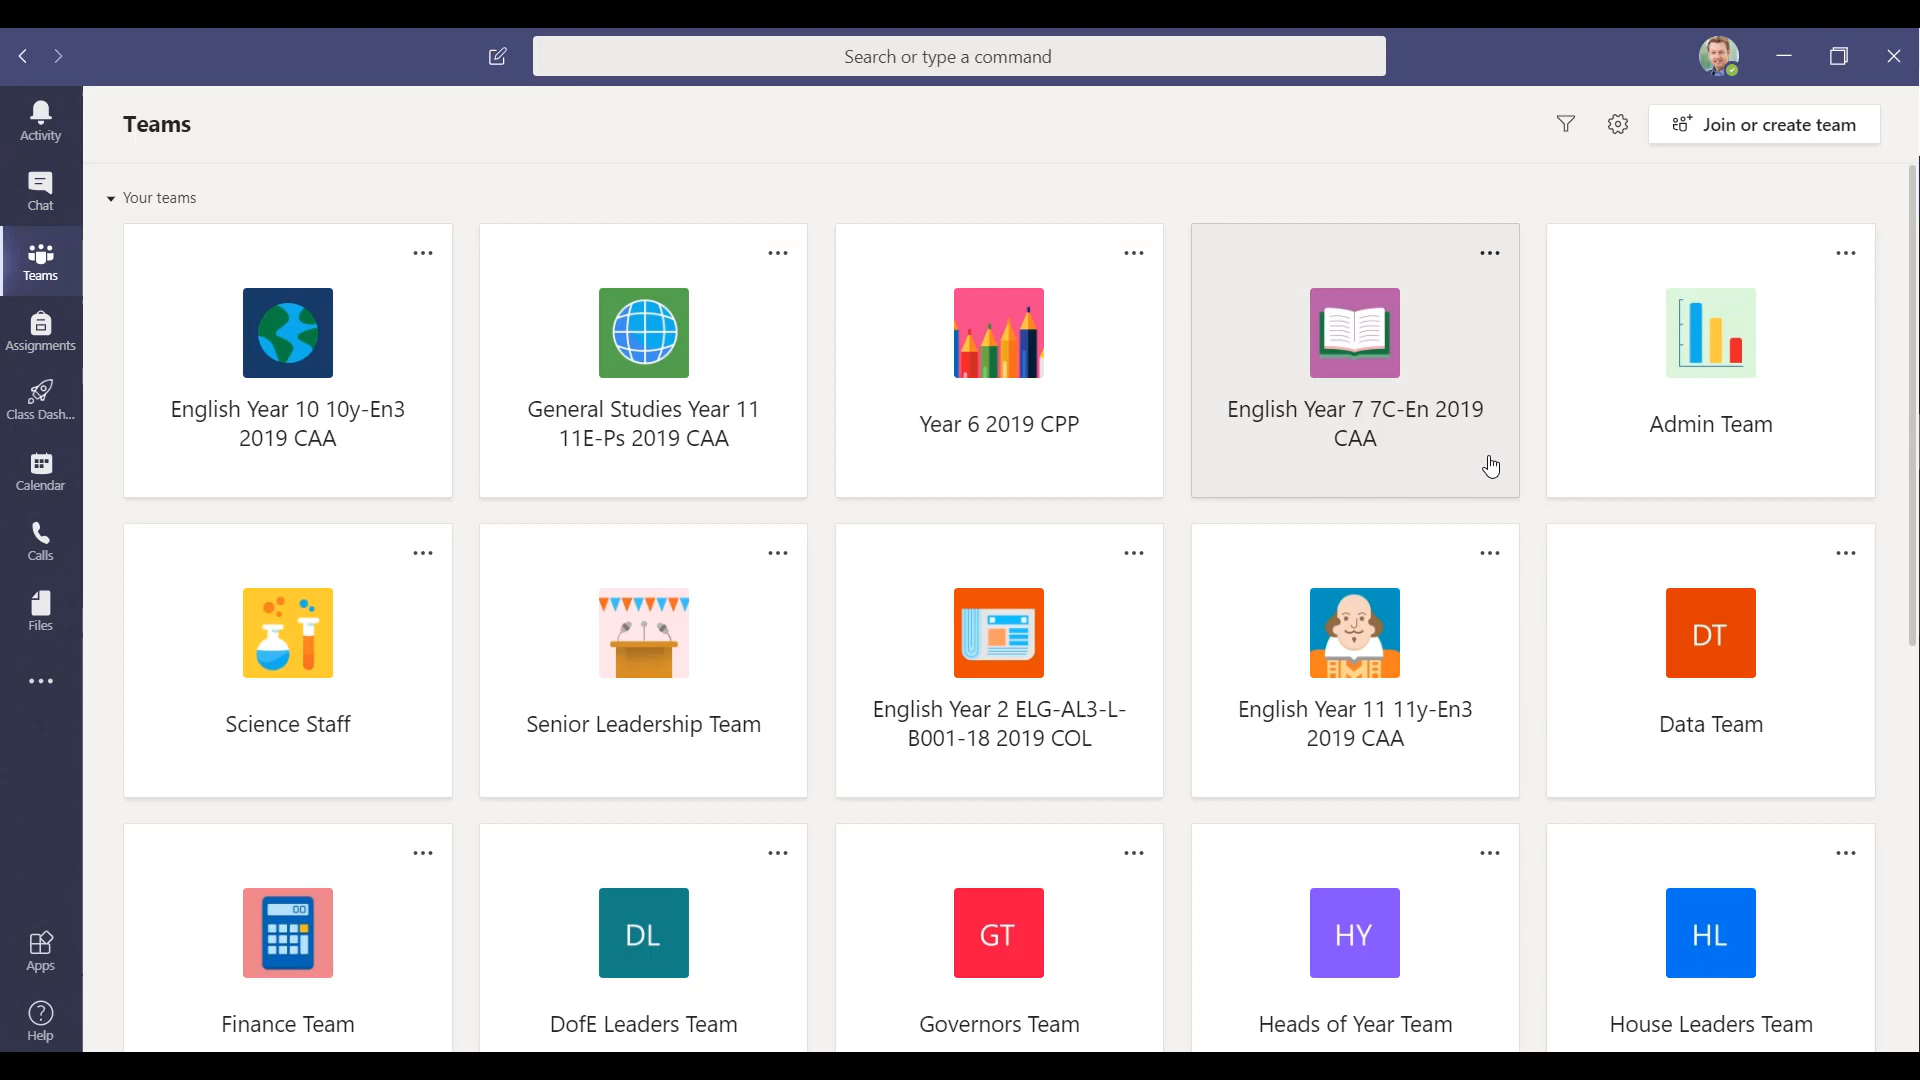 Search or type a command
Activity
Chat
Teams
Assignments
Class Dash...
Calendar
Calls
Files
Apps
Help
Teams
Join or create team
Your teams
English Year 10 10y-En3
2019 CAA
General Studies Year 11
11E-Ps 2019 CAA
Year 6 2019 CPP
English Year 7 7C-En 2019
CAA
Admin Team
Science Staff
Senior Leadership Team
English Year 2 ELG-AL3-L-
B001-18 2019 COL
English Year 11 11y-En3
2019 CAA
DT
Data Team
Finance Team
DL
DofE Leaders Team
GT
Governors Team
HY
Heads of Year Team
HL
House Leaders Team